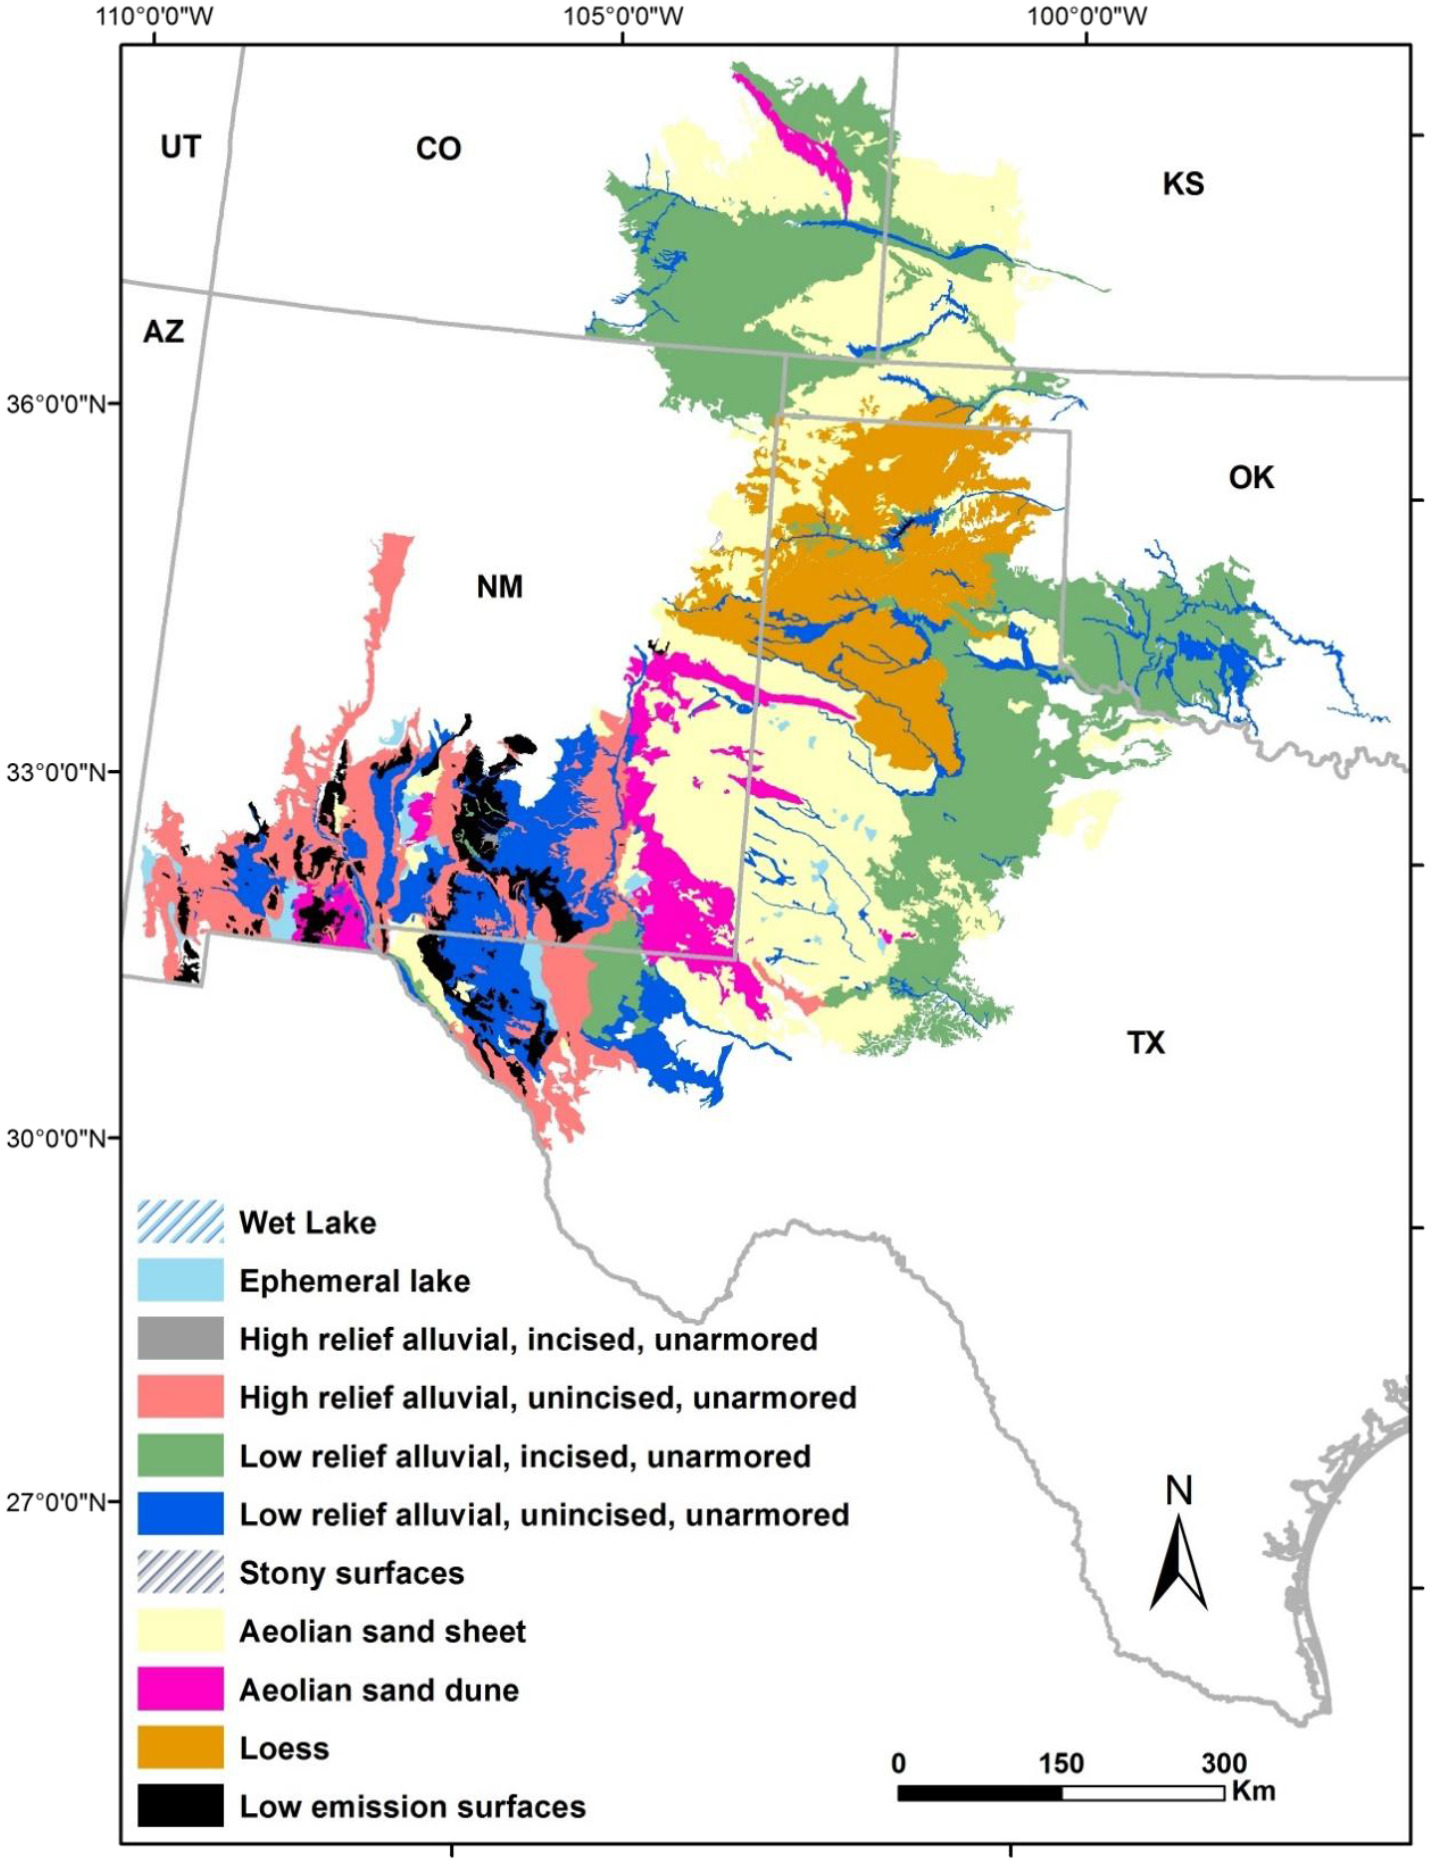 110°0'0"W 105°0'0"W 100°0'0"W
UT
CO
KS
AZ
36°0'0"N
OK
NM
33°0'0"N
TX
30°0'0"N
Wet Lake
Ephemeral lake
High relief alluvial, incised, unarmored
High relief alluvial, unincised, unarmored
Low relief alluvial, incised, unarmored
27°0'0"N
Low relief alluvial, unincised, unarmored
N
Stony surfaces
Aeolian sand sheet
Aeolian sand dune
Loess
0 150 300
Km
Low emission surfaces